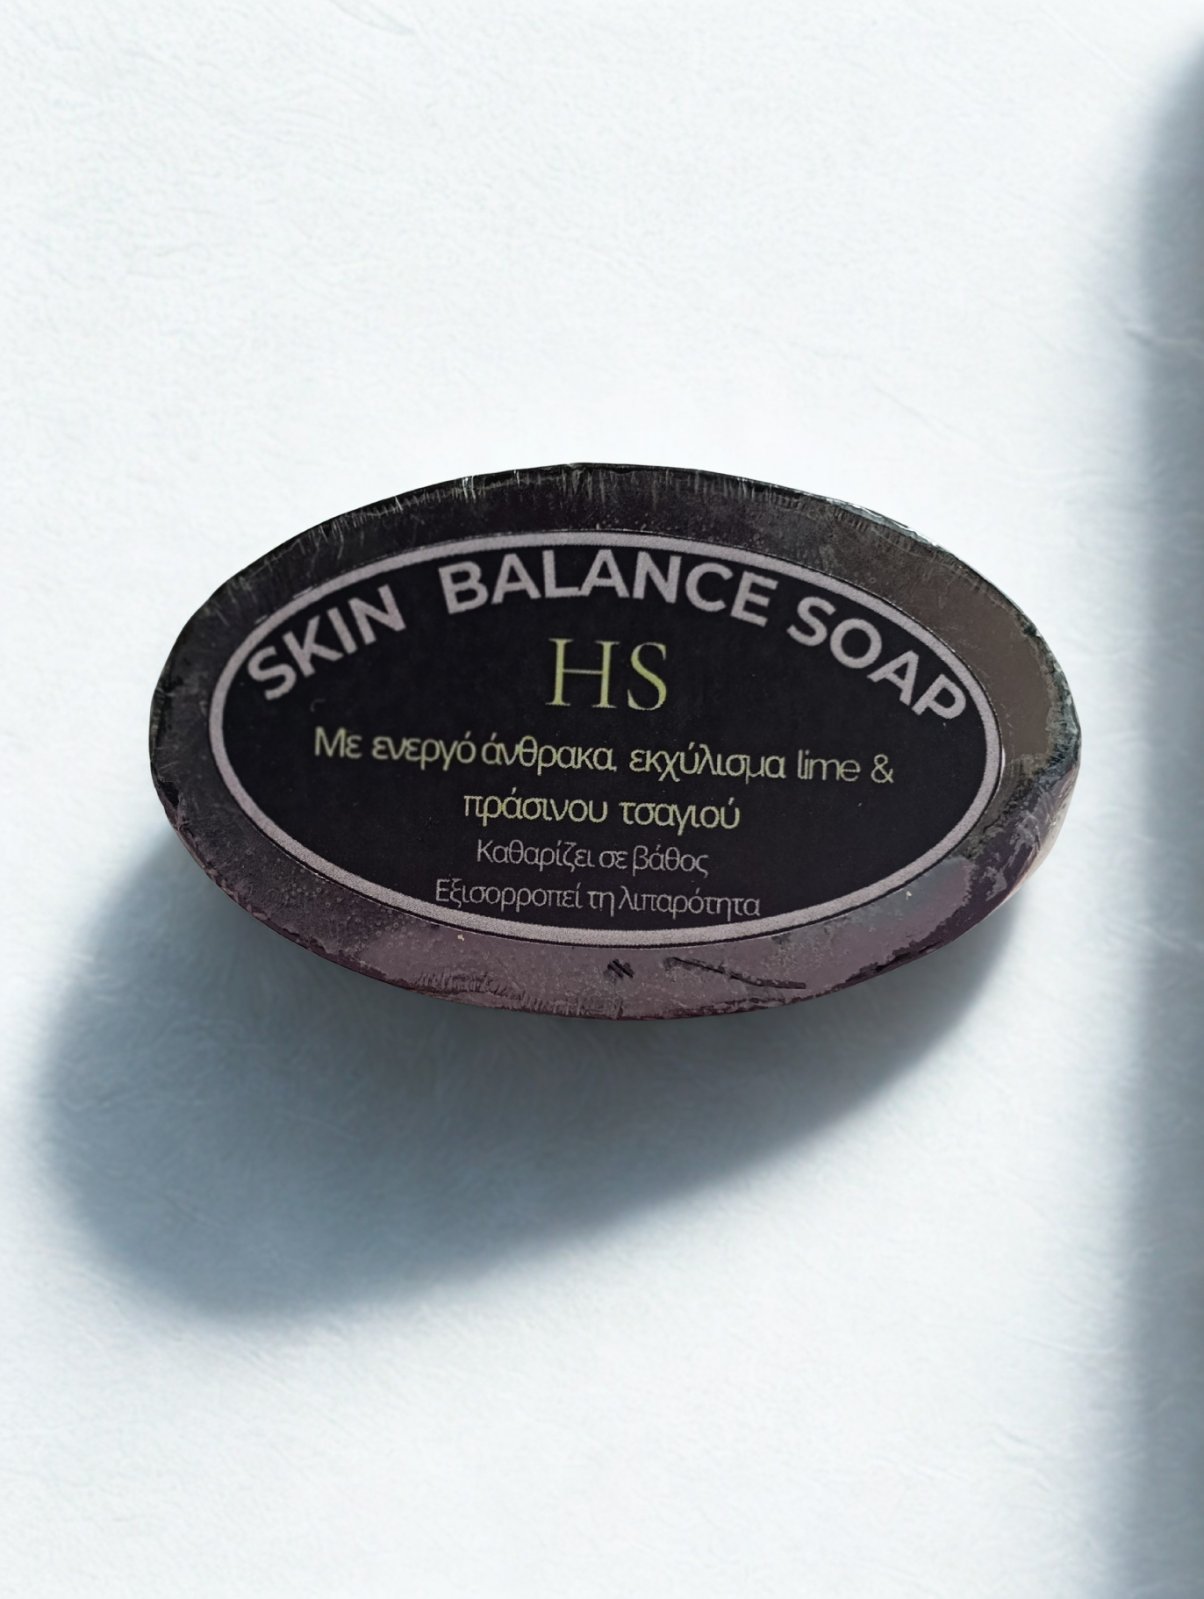 SKIN BALANCE SOAP
HS
Με ενεργό άνθρακα, εκχύλισμα lime &
πράσινου τσαγιού
Καθαρίζει σε βάθος
Εξισορροπεί τη λιπαρότητα